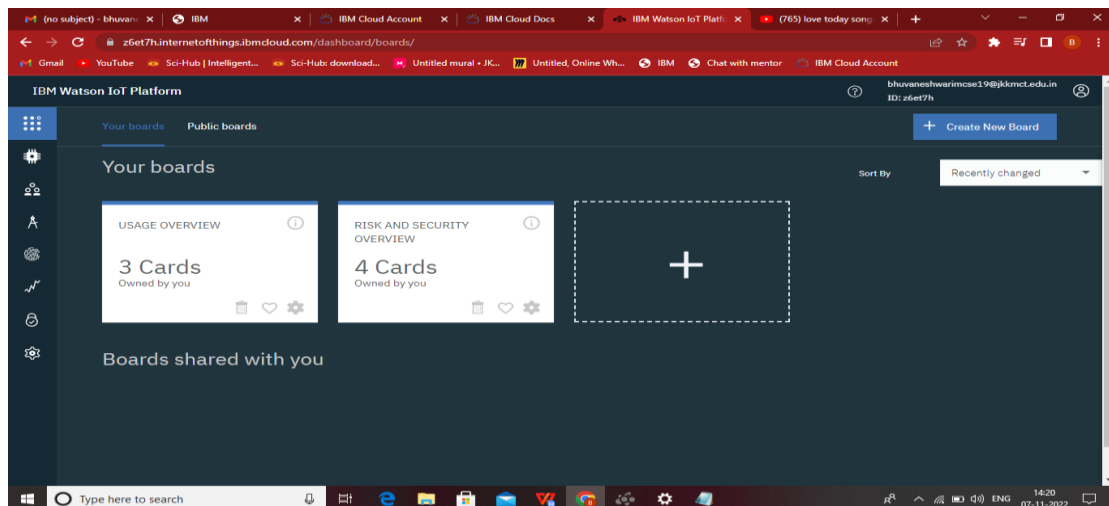 (no subject) - bhuvan
IBM
IBM Cloud Account
IBM Cloud Docs
IBM Watson IoT Platfo
(765) love today song
z6et7h.internetofthings.ibmcloud.com/dashboard/boards/
B
Gmail
YouTube
Sci-Hub | Intelligent...
Sci-Hub: download...
Untitled mural • JK...
Untitled, Online Wh...
IBM
Chat with mentor
IBM Cloud Account
IBM Watson IoT Platform
bhuvaneshwarimcse19@jkkmct.edu.in
ID: z6et7h
Your boards
Public boards
+ Create New Board
Your boards
Sort By
Recently changed
USAGE OVERVIEW
3 Cards
Owned by you
RISK AND SECURITY
OVERVIEW
4 Cards
Owned by you
Boards shared with you
Type here to search
ENG
14:20
07-11-2022